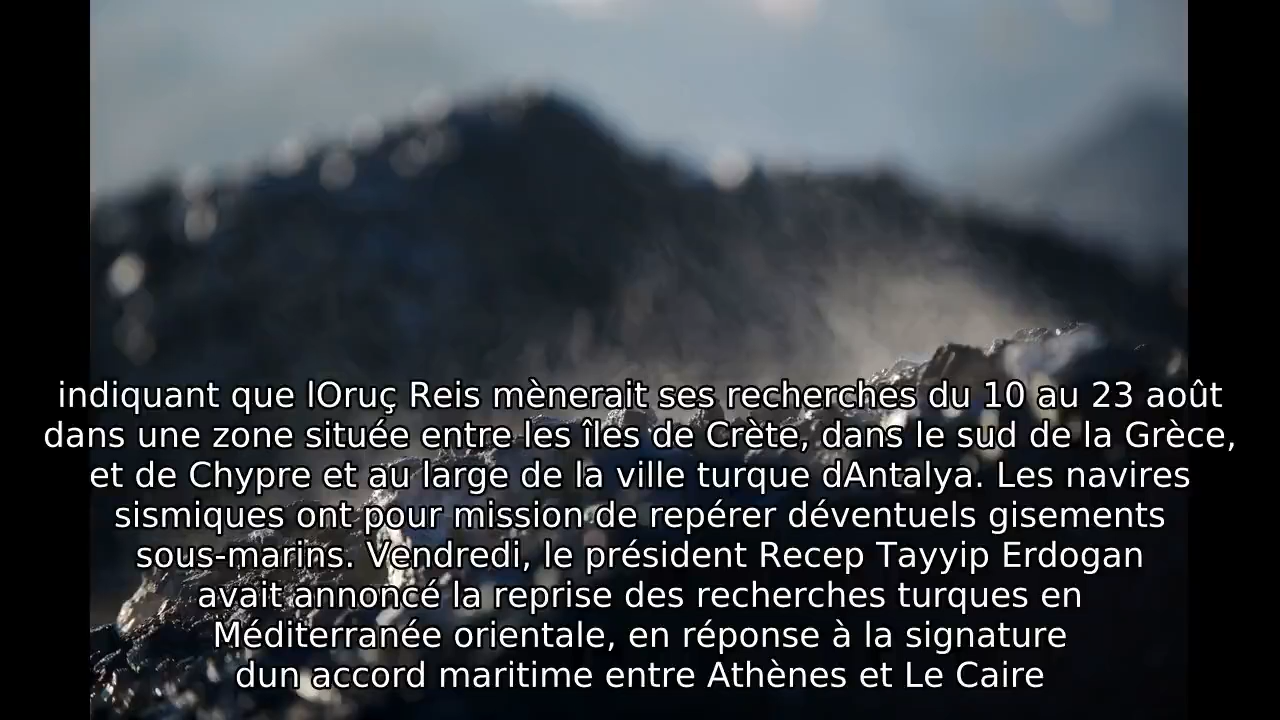 indiquant que lOruç Reis mènerait ses recherches du 10 au 23 août
dans une zone située entre les îles de Crète, dans le sud de la Grèce,
et de Chypre et au large de la ville turque dAntalya. Les navires
sismiques ont pour mission de repérer déventuels gisements
sous-marins. Vendredi, le président Recep Tayyip Erdogan
avait annoncé la reprise des recherches turques en
Méditerranée orientale, en réponse à la signature
dun accord maritime entre Athènes et Le Caire